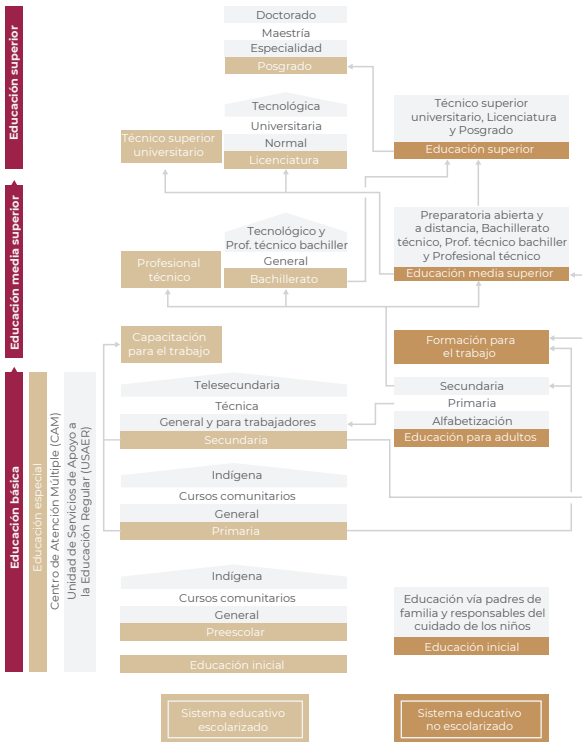 Educación superior
Educación media superior
Educación básica
Educación especial
Centro de Atención Múltiple (CAM)
Unidad de Servicios de Apoyo a
la Educación Regular (USAER)
Doctorado
Maestría
Especialidad
Posgrado
Tecnológica
Universitaria
Normal
Licenciatura
Técnico superior
universitario
Técnico superior
universitario, Licenciatura
y Posgrado
Educación superior
Tecnológico y
Prof. técnico bachiller
General
Bachillerato
Profesional
técnico
Preparatoria abierta y
a distancia, Bachillerato
técnico, Prof. técnico bachiller
y Profesional técnico
Educación media superior
Capacitación
para el trabajo
Formación para
el trabajo
Telesecundaria
Técnica
General y para trabajadores
Secundaria
Secundaria
Primaria
Alfabetización
Educación para adultos
Indígena
Cursos comunitarios
General
Primaria
Indígena
Cursos comunitarios
General
Preescolar
Educación inicial
Educación vía padres de
familia y responsables del
cuidado de los niños
Educación inicial
Sistema educativo
escolarizado
Sistema educativo
no escolarizado